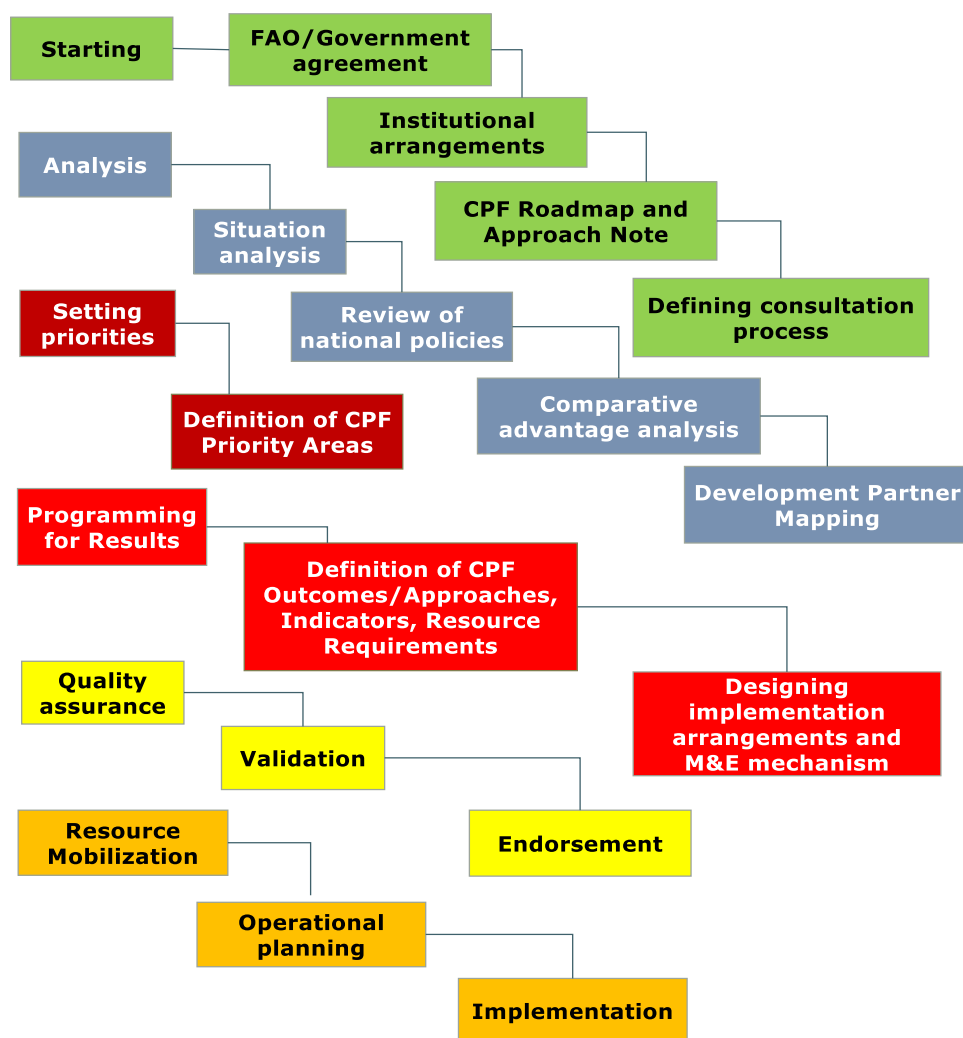 Starting
FAO/Government
agreement
Institutional
arrangements
CPF Roadmap and
Approach Note
Defining consultation
process
Analysis
Situation
analysis
Review of
national policies
Comparative
advantage analysis
Development Partner
Mapping
Setting
priorities
Definition of CPF
Priority Areas
Programming
for Results
Definition of CPF
Outcomes/Approaches,
Indicators, Resource
Requirements
Designing
implementation
arrangements and
M&E mechanism
Quality
assurance
Validation
Endorsement
Resource
Mobilization
Operational
planning
Implementation